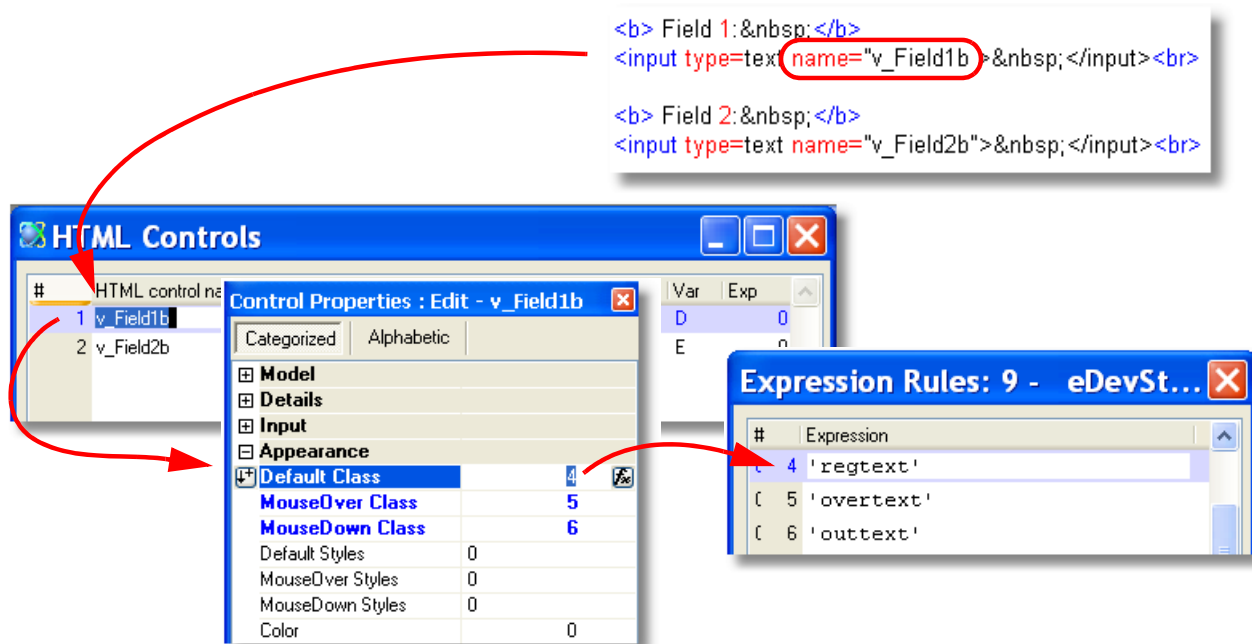 <b> Field 1:&nbsp;</b>
<input type=text name="v_Field1b >&nbsp;</input><br>
<b> Field 2:&nbsp;</b>
<input type=text name="v_Field2b">&nbsp;</input><br>
HTML Controls
# HTML control na Var Exp
1 v_Field1b D 0
2 v_Field2b E 0
Control Properties : Edit - v_Field1b
Categorized Alphabetic
Model
Details
Input
Appearance
Default Class 4
MouseOver Class 5
MouseDown Class 6
Default Styles 0
MouseOver Styles 0
MouseDown Styles 0
Color 0
Expression Rules: 9 - eDevSt...
# Expression
4 'regtext'
5 'overtext'
6 'outtext'